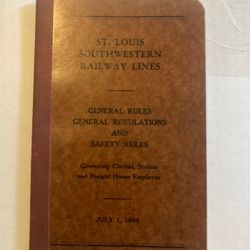 ST. LOUIS
SOUTHWESTERN
RAILWAY LINES
GENERAL RULES
GENERAL REGULATIONS
AND
SAFETY RULES
Governing Clerical, Station
and Freight House Employes
JULY 1, 1948